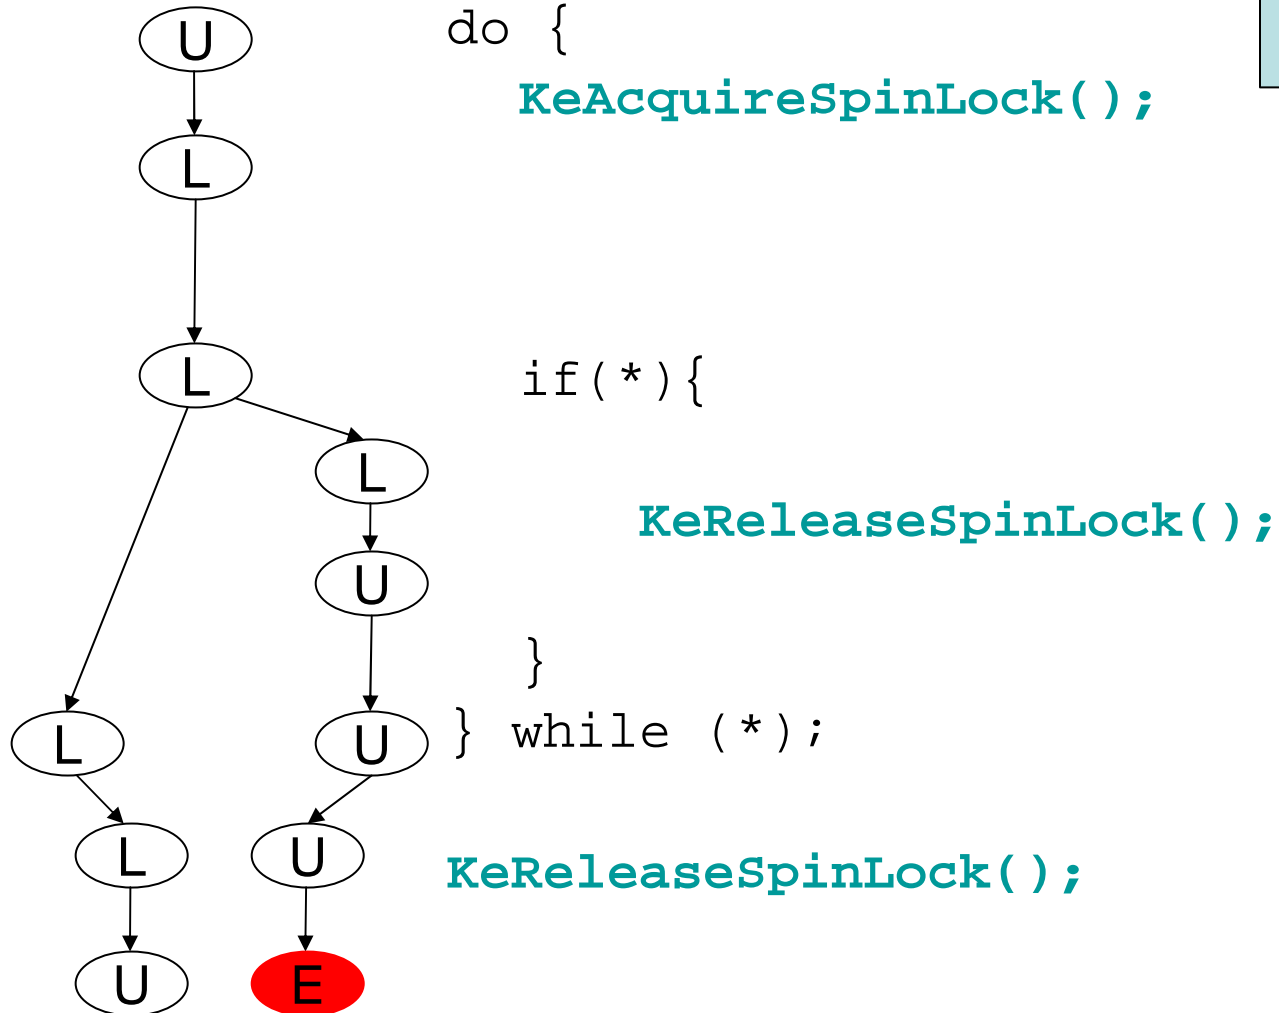 U
do {
KeAcquireSpinLock();
L
L
if(*){
L
KeReleaseSpinLock();
U
}
L
U
} while (*);
L
U
KeReleaseSpinLock();
U
E